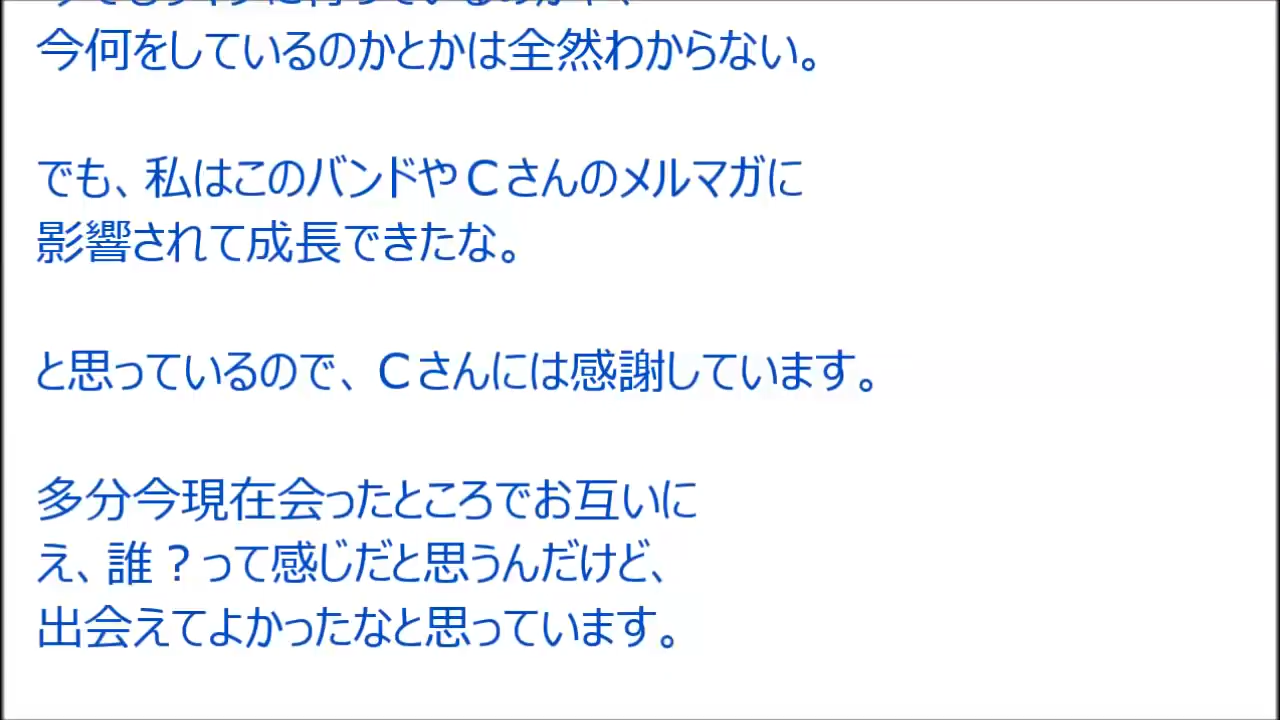 今何をしているのかとかは全然わからない。
でも、私はこのバンドやＣさんのメルマガに
影響されて成長できたな。
と思っているので、Ｃさんには感謝しています。
多分今現在会ったところでお互いに
え、誰？って感じだと思うんだけど、
出会えてよかったなと思っています。